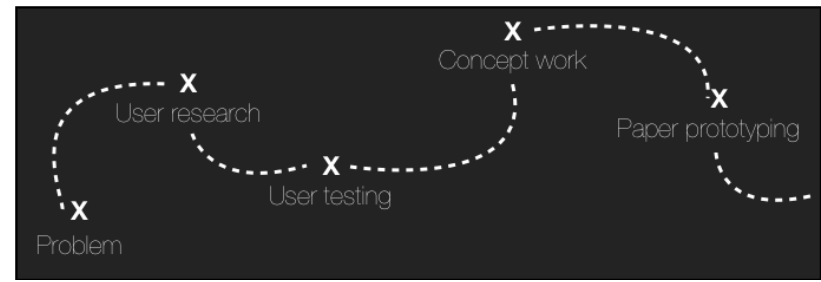 X
Concept work
X
User research
X
Paper prototyping
X
User testing
X
Problem